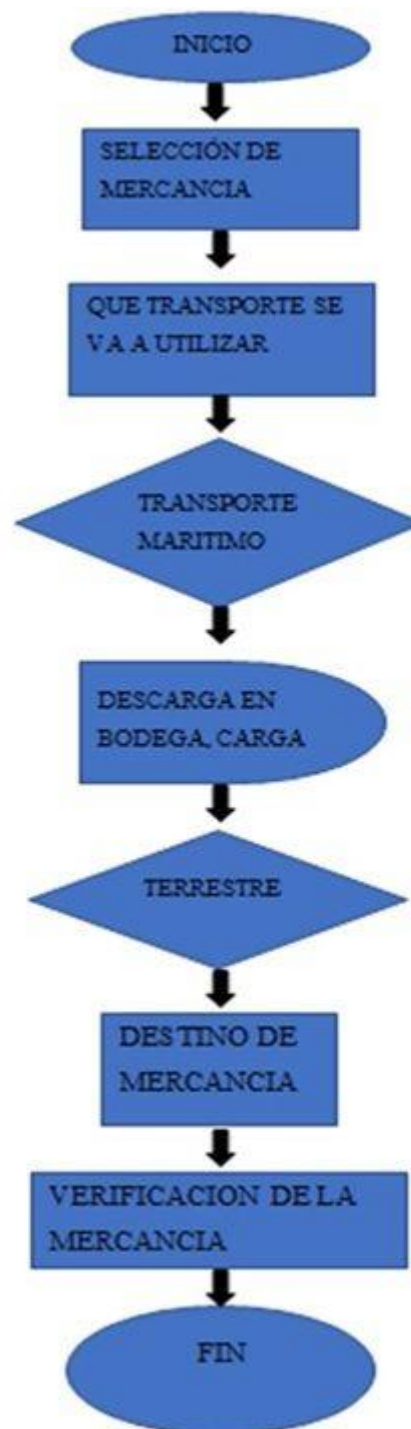 INICIO
SELECCIÓN DE
MERCANCIA
QUE TRANSPORTE SE
VA A UTILIZAR
TRANSPORTE
MARITIMO
DESCARGA EN
BODEGA, CARGA
TERRESTRE
DESTINO DE
MERCANCIA
VERIFICACION DE LA
MERCANCIA
FIN